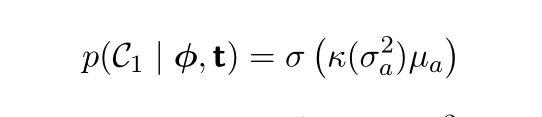 p(𝒞₁ | ϕ, t) = σ (κ(σₐ²)μₐ)